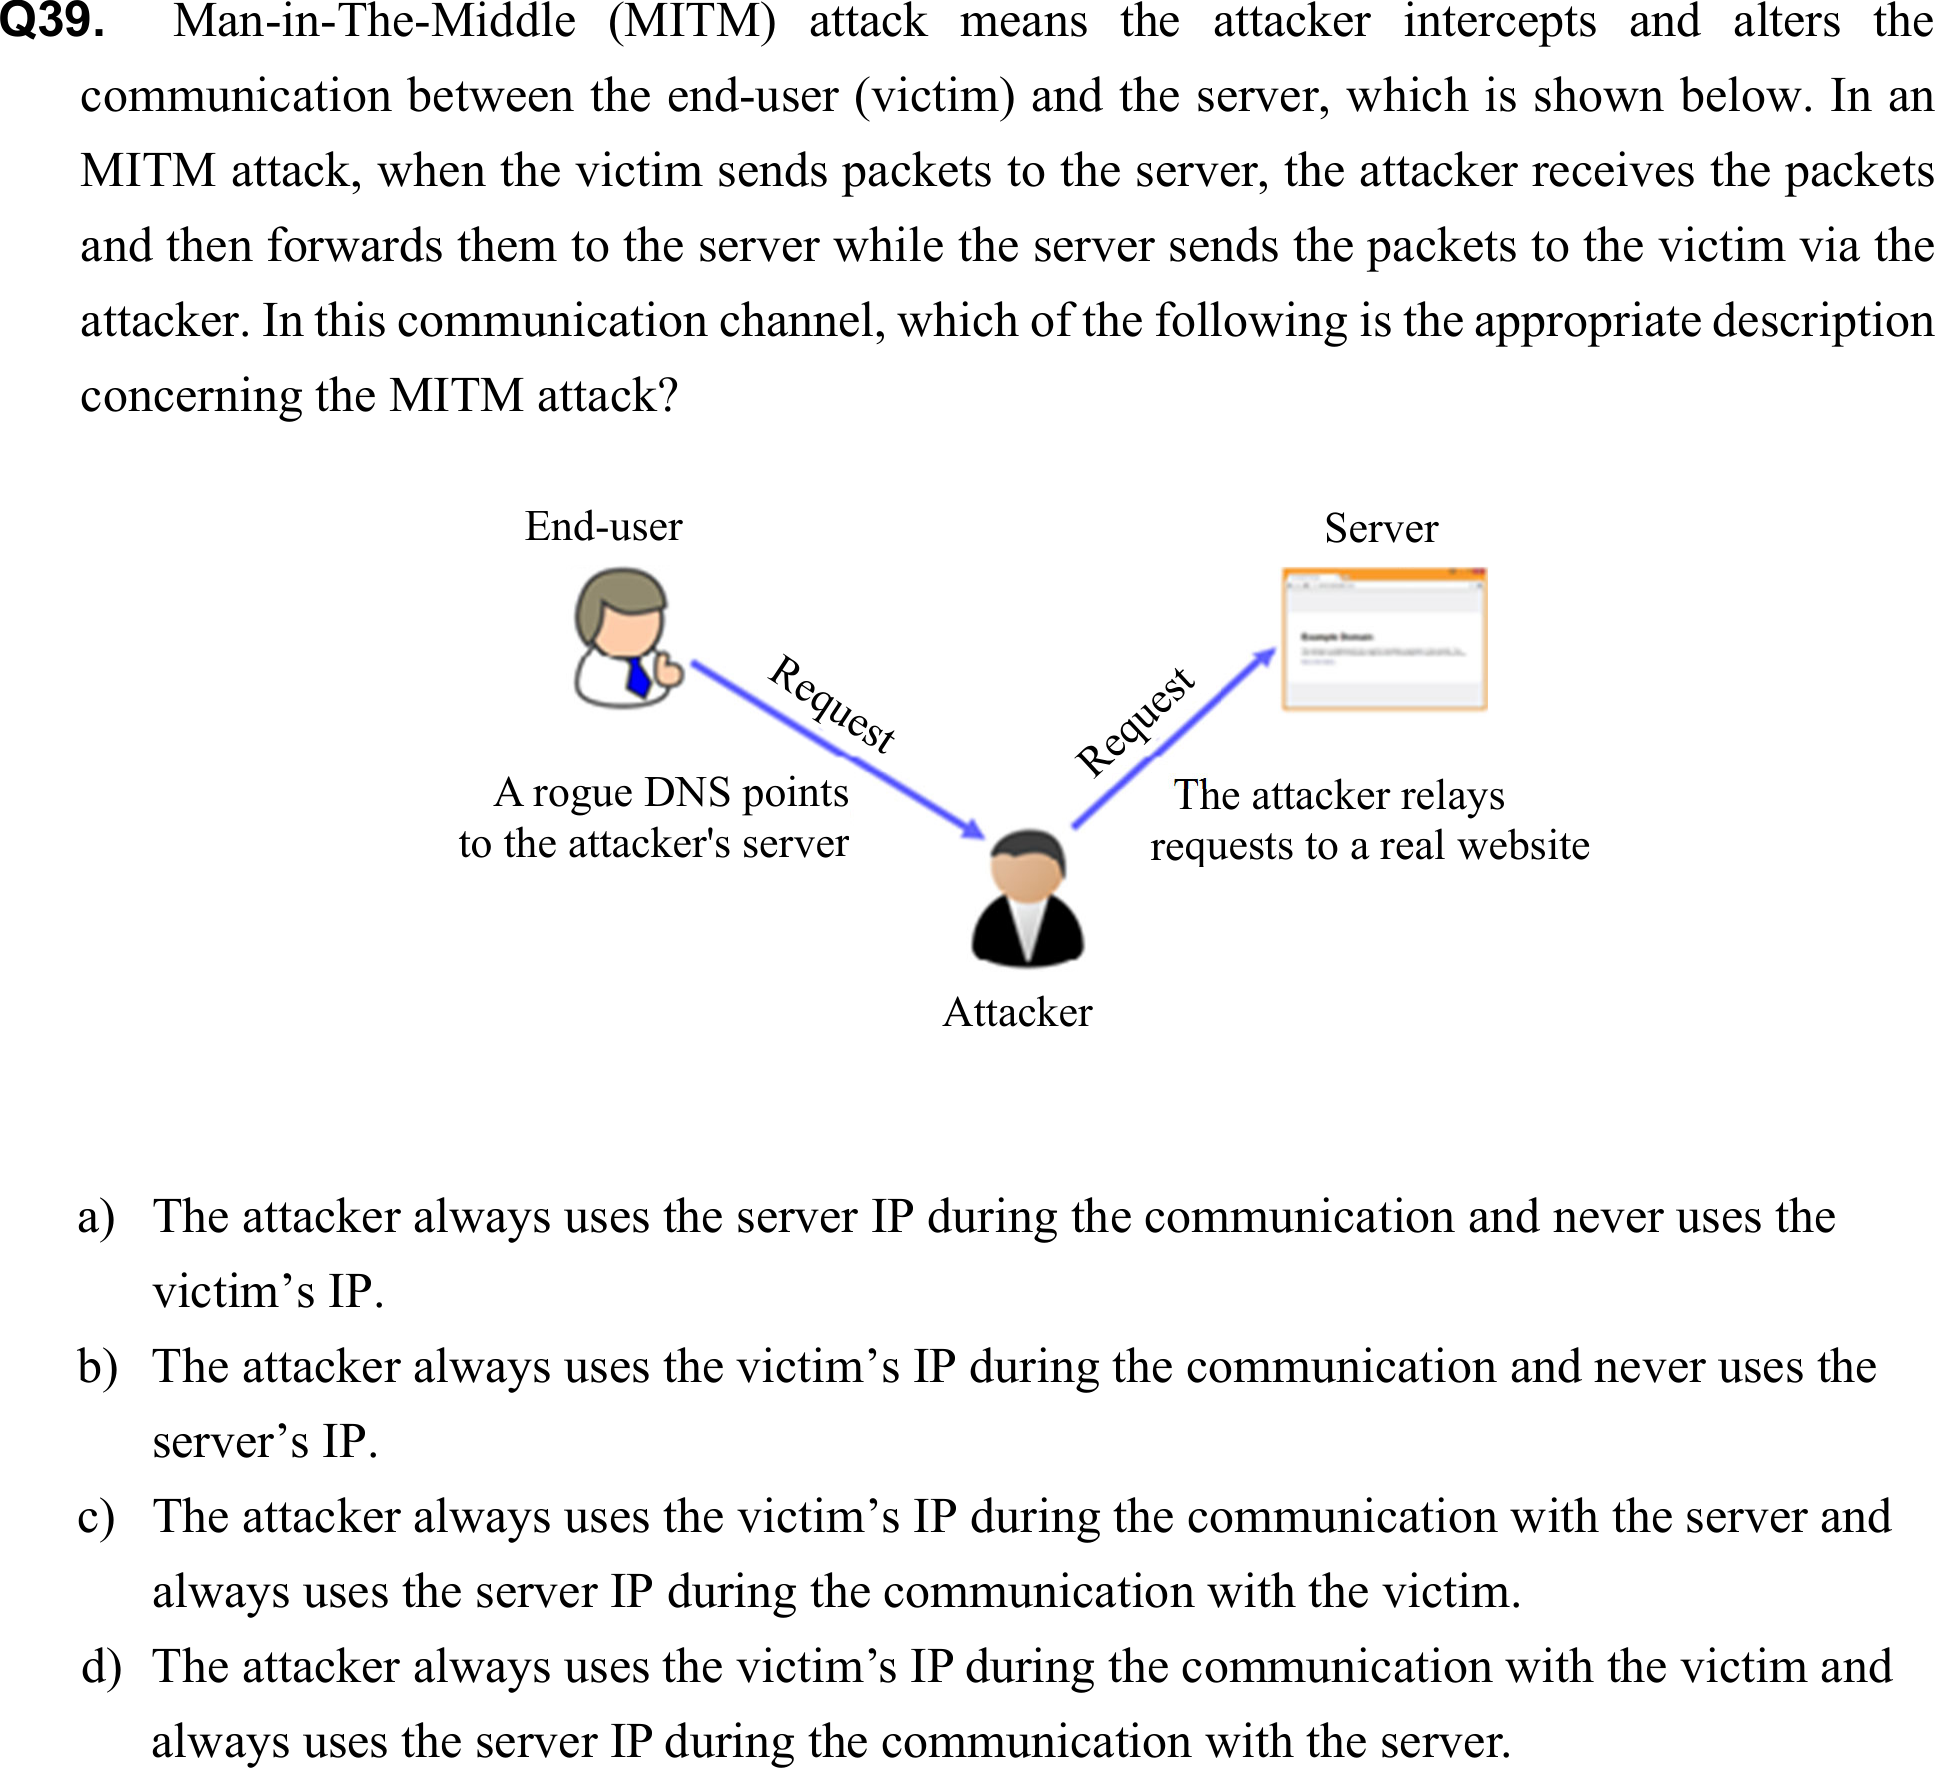 Q39. Man-in-The-Middle (MITM) attack means the attacker intercepts and alters the
communication between the end-user (victim) and the server, which is shown below. In an
MITM attack, when the victim sends packets to the server, the attacker receives the packets
and then forwards them to the server while the server sends the packets to the victim via the
attacker. In this communication channel, which of the following is the appropriate description
concerning the MITM attack?
End-user
Server
Example Domain
Request
Request
A rogue DNS points
to the attacker's server
The attacker relays
requests to a real website
Attacker
a) The attacker always uses the server IP during the communication and never uses the
victim’s IP.
b) The attacker always uses the victim’s IP during the communication and never uses the
server’s IP.
c) The attacker always uses the victim’s IP during the communication with the server and
always uses the server IP during the communication with the victim.
d) The attacker always uses the victim’s IP during the communication with the victim and
always uses the server IP during the communication with the server.